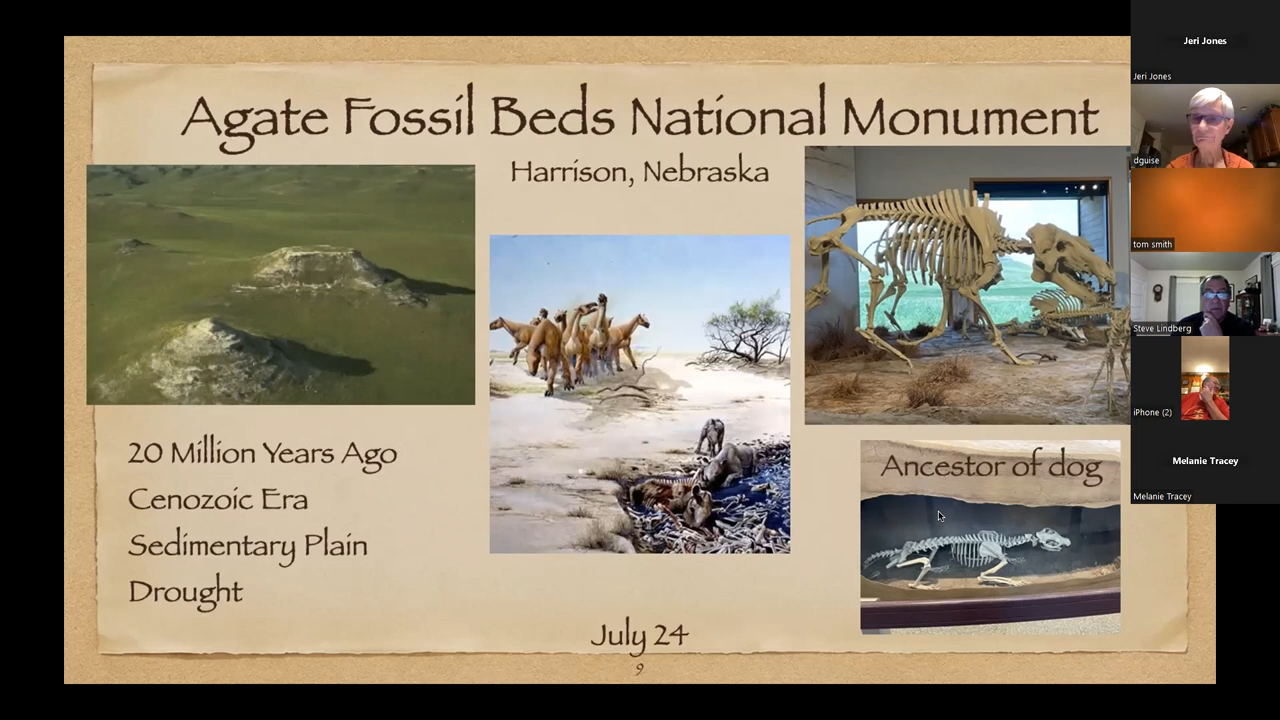 Agate Fossil Beds National Monument
Harrison, Nebraska
20 Million Years Ago
Cenozoic Era
Sedimentary Plain
Drought
Ancestor of dog
July 24
9
Jeri Jones
Jeri Jones
dguise
tom smith
Steve Lindberg
iPhone (2)
Melanie Tracey
Melanie Tracey